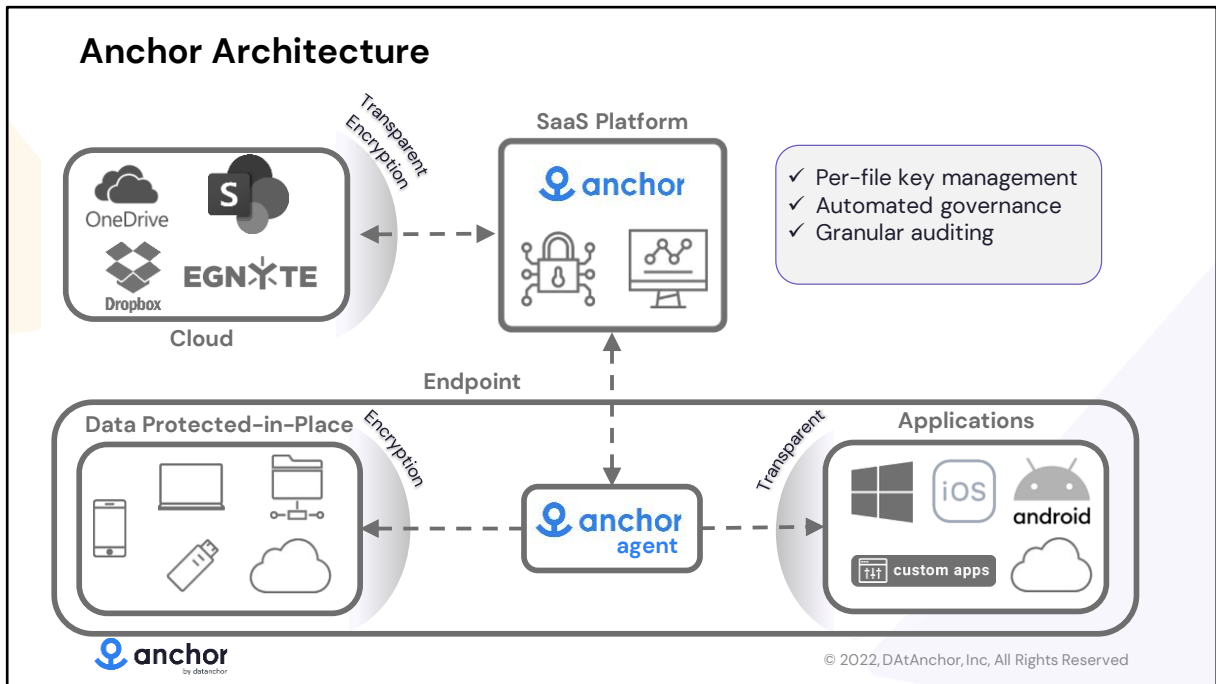 Anchor Architecture
Transparent
Encryption
SaaS Platform
OneDrive
S
Dropbox
EGNYTE
Cloud
anchor
✓ Per-file key management
✓ Automated governance
✓ Granular auditing
Endpoint
Data Protected-in-Place
Encryption
anchor
agent
Transparent
Applications
iOS
android
custom apps
anchor
by datanchor
© 2022, DAtAnchor, Inc, All Rights Reserved